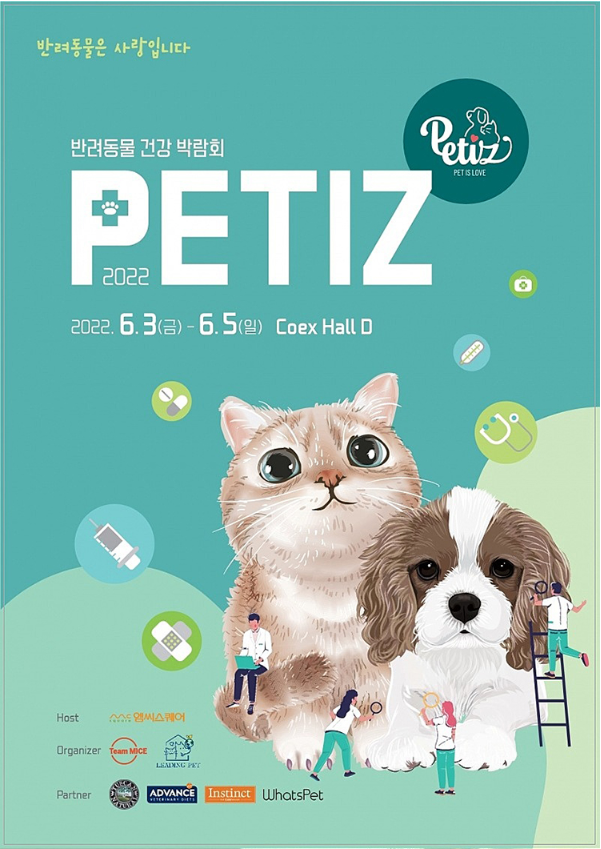 반려동물은 사랑입니다
Petiz
PET IS LOVE
반려동물 건강 박람회
PETIZ
2022
2022. 6. 3(금) - 6. 5(일) Coex Hall D
Host 엠씨스퀘어
Organizer Team MICE LEADING PET
Partner ADVANCE VETERINARY DIETS Instinct WhatsPet